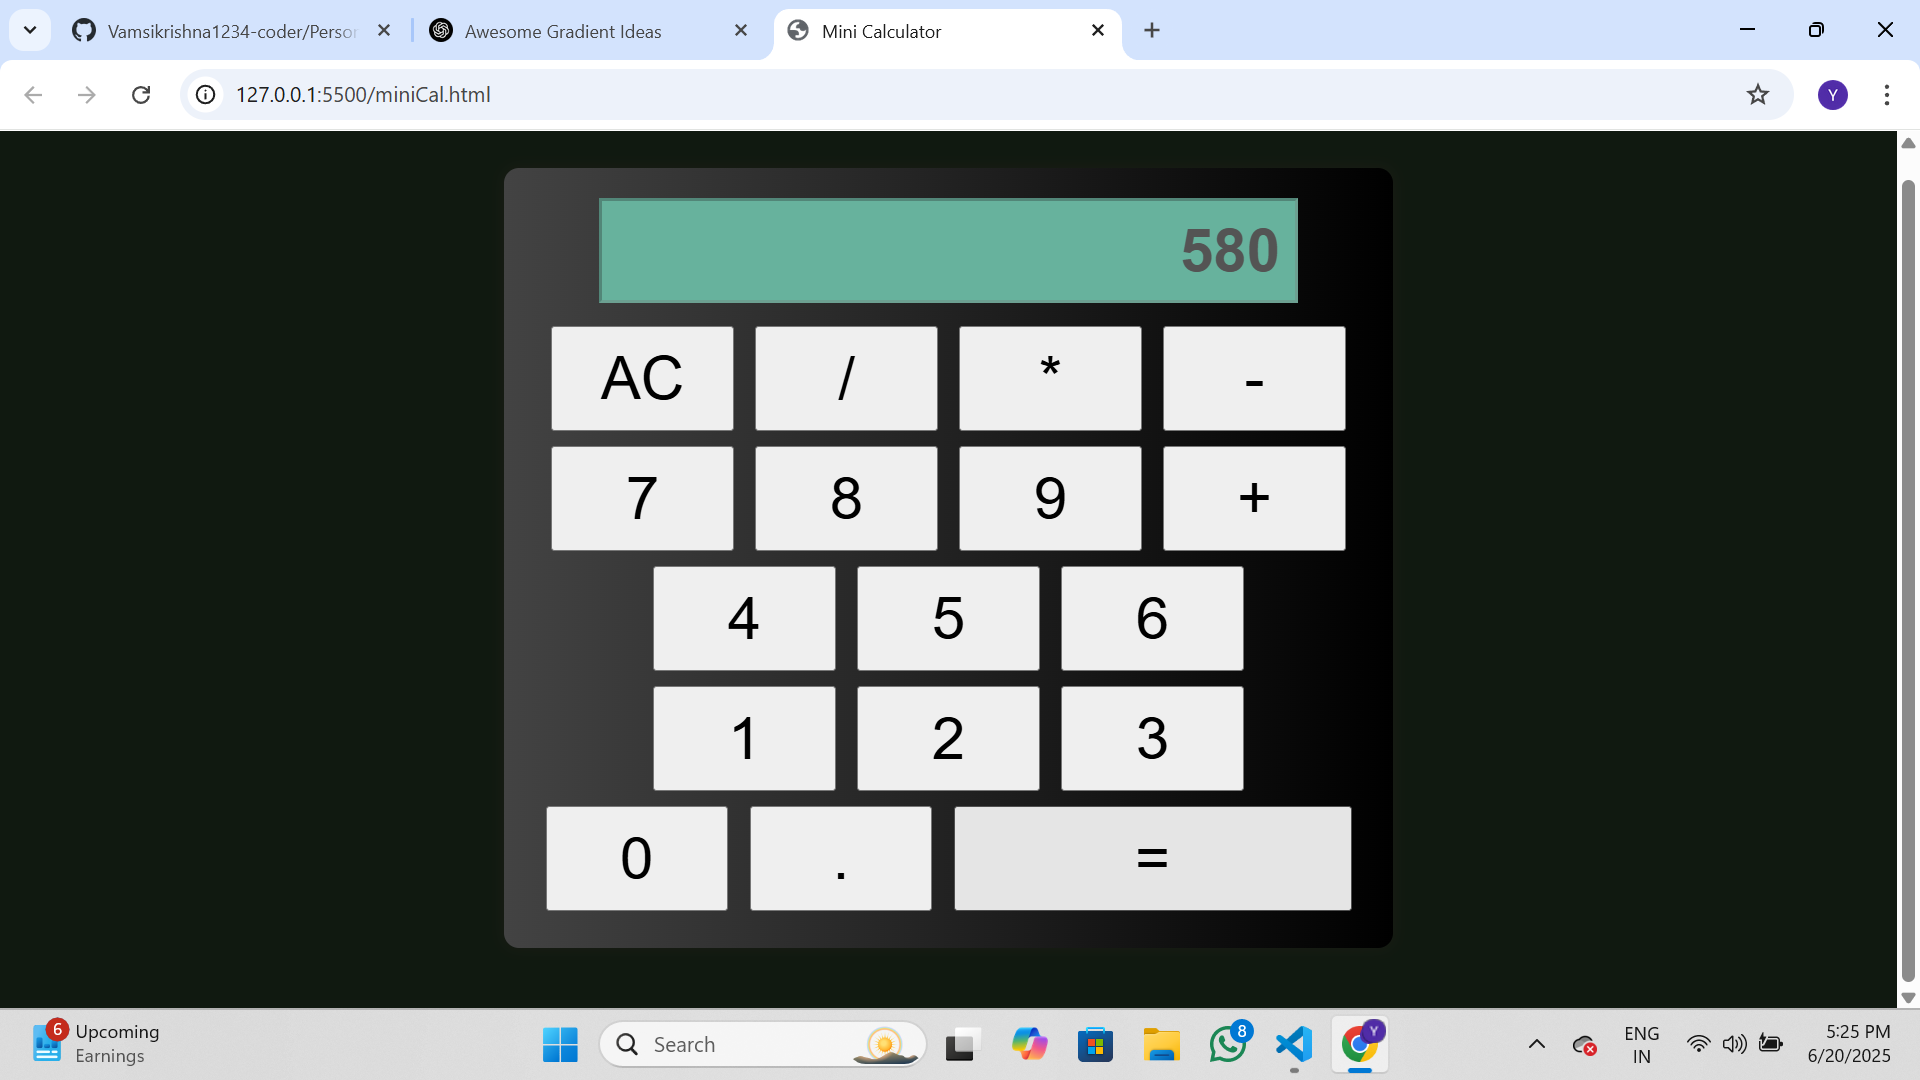 Vamsikrishna1234-coder/Person
Awesome Gradient Ideas
Mini Calculator
127.0.0.1:5500/miniCal.html
Y
580
AC / * -
7 8 9 +
4 5 6
1 2 3
0 . =
6
Upcoming
Earnings
Search
8
Y
ENG
IN
5:25 PM
6/20/2025